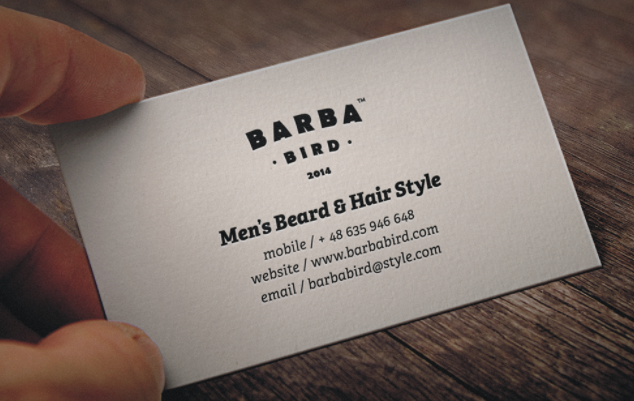 BARBA™
· BIRD ·
2014
Men's Beard & Hair Style
mobile / + 48 635 946 648
website / www.barbabird.com
email / barbabird@style.com